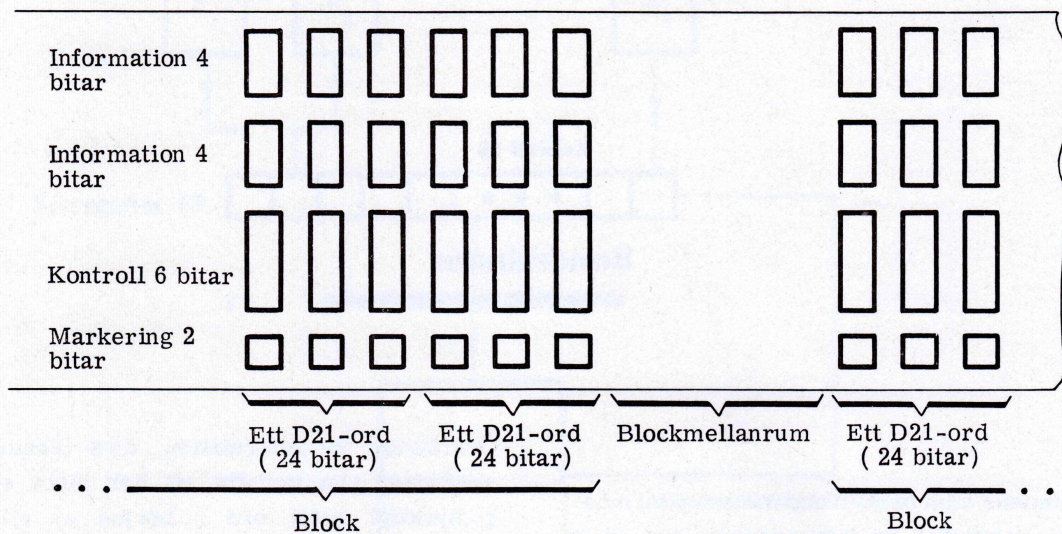 Information 4
bitar
Information 4
bitar
Kontroll 6 bitar
Markering 2
bitar
Ett D21-ord
( 24 bitar)
Ett D21-ord
( 24 bitar)
Blockmellanrum
Ett D21-ord
( 24 bitar)
. . .
Block
Block
. . .